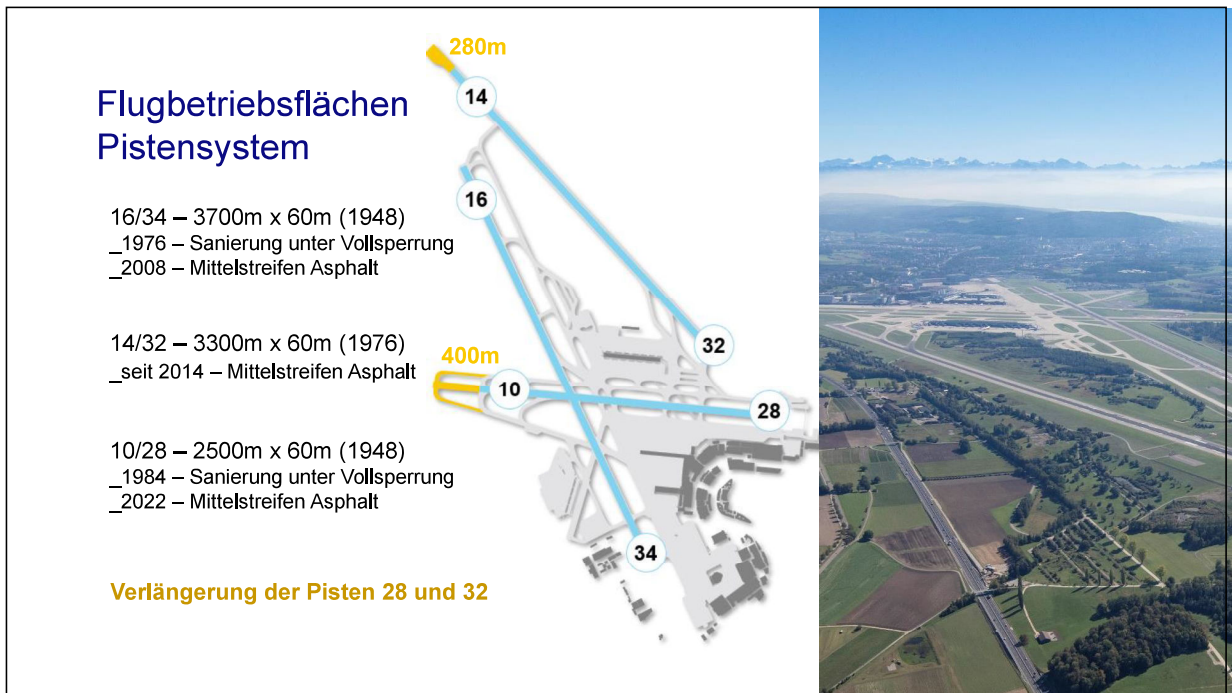 Flugbetriebsflächen
Pistensystem
16/34 – 3700m x 60m (1948)
_1976 – Sanierung unter Vollsperrung
_2008 – Mittelstreifen Asphalt
14/32 – 3300m x 60m (1976)
_seit 2014 – Mittelstreifen Asphalt
10/28 – 2500m x 60m (1948)
_1984 – Sanierung unter Vollsperrung
_2022 – Mittelstreifen Asphalt
Verlängerung der Pisten 28 und 32
280m
14
16
32
400m
10
28
34